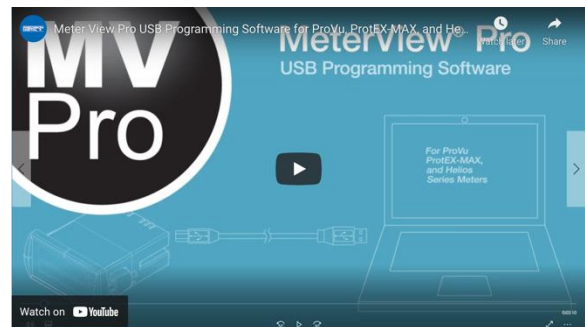 Meter View Pro USB Programming Software for ProVu, ProtEX-MAX, and He...
Watch later
Share
MV
Pro
MeterView Pro
USB Programming Software
For ProVu
ProtEX-MAX,
and Helios
Series Meters
Watch on YouTube